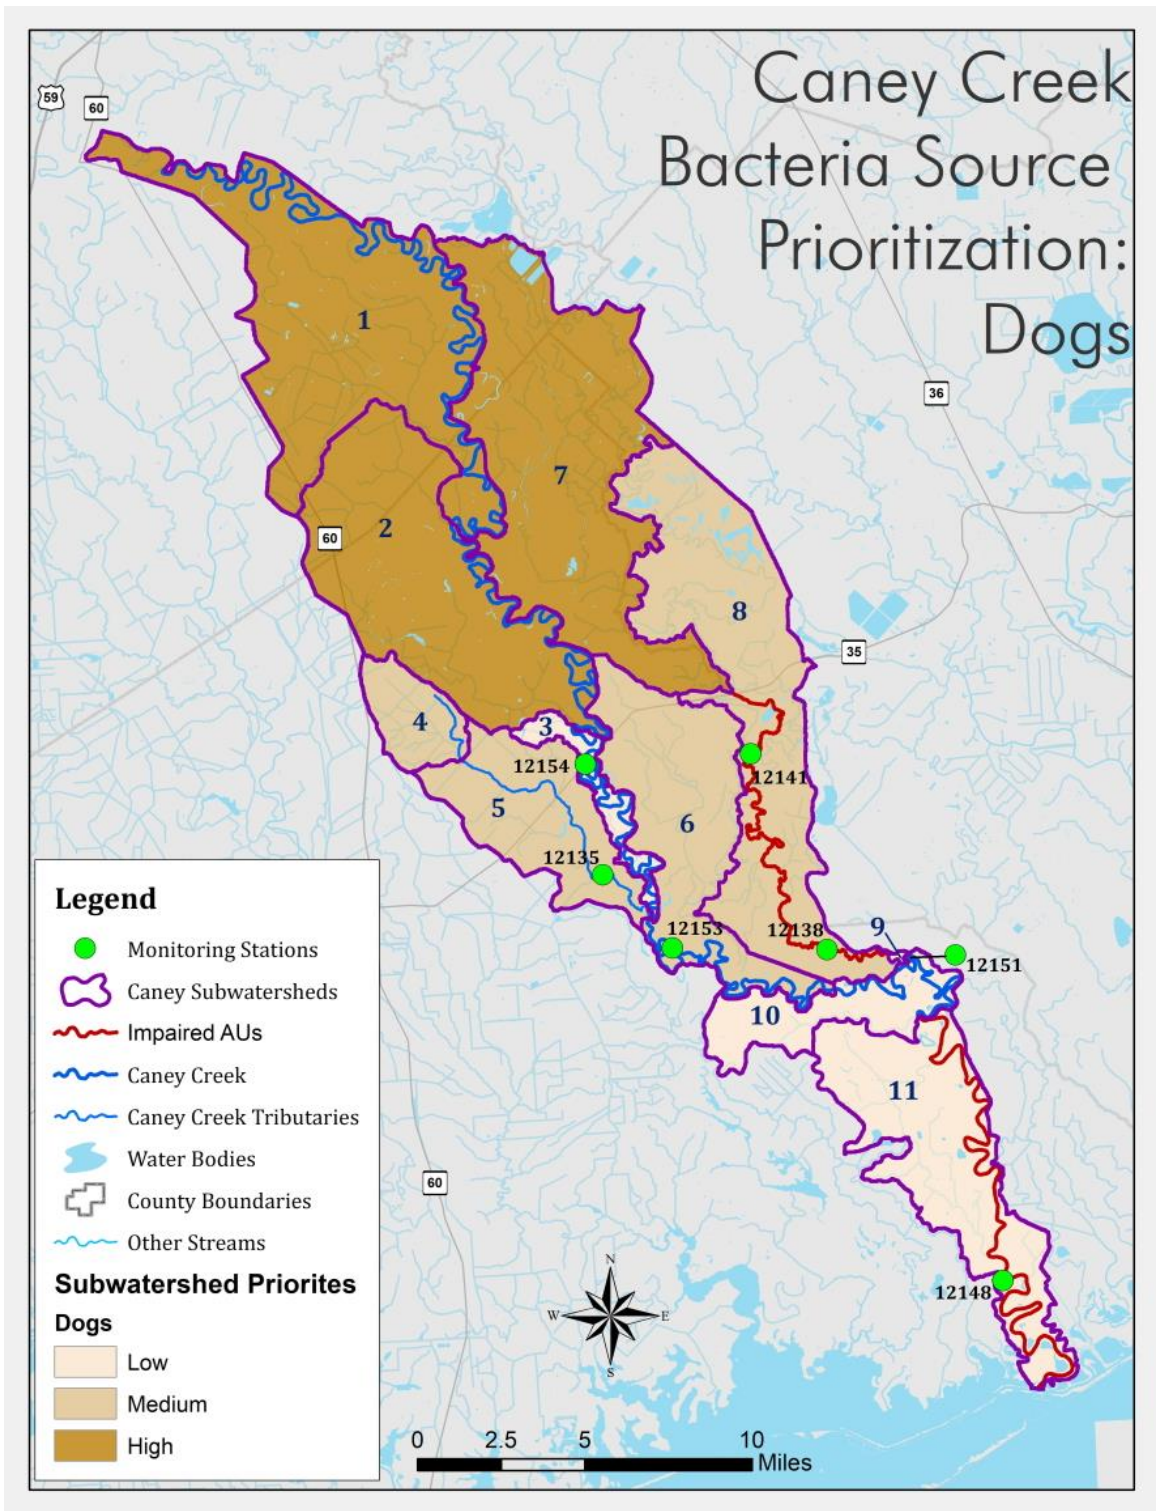 Caney Creek
Bacteria Source
Prioritization:
Dogs
59
60
1
36
7
2
60
8
35
4
3
12154
12141
5
6
12135
12153
12138
9
12151
10
11
60
12148
Legend
Monitoring Stations
Caney Subwatersheds
Impaired AUs
Caney Creek
Caney Creek Tributaries
Water Bodies
County Boundaries
Other Streams
Subwatershed Priorites
Dogs
Low
Medium
High
N
W
E
S
0 2.5 5 10
Miles